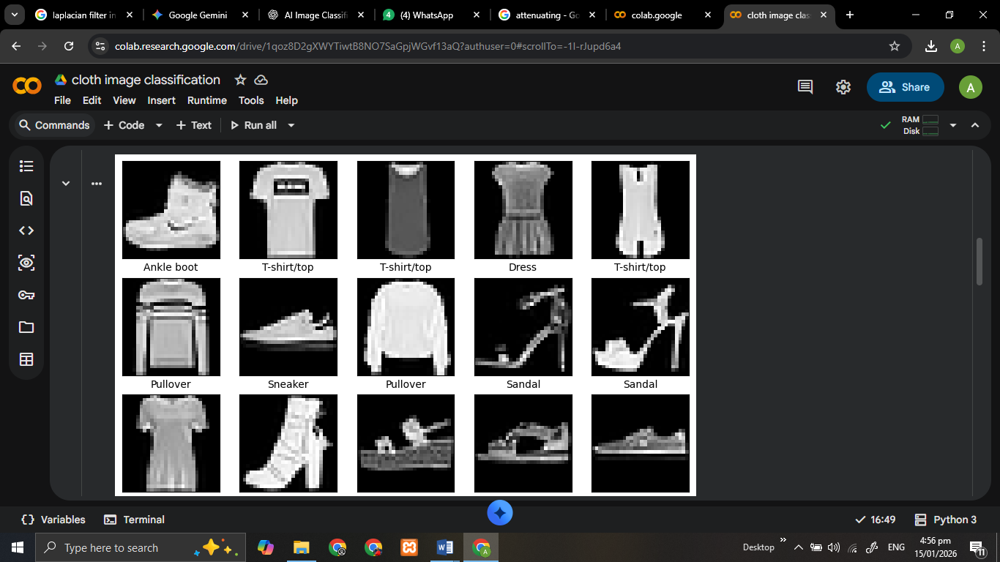 laplacian filter in
Google Gemini
AI Image Classifi
4
(4) WhatsApp
attenuating - Go
colab.google
cloth image clas
colab.research.google.com/drive/1qoz8D2gXWYTiwtB8NO7SaGpjWGvf13aQ?authuser=0#scrollTo=-1l-rJupd6a4
A
cloth image classification
File Edit View Insert Runtime Tools Help
Share
A
Commands + Code + Text Run all
RAM
Disk
Ankle boot T-shirt/top T-shirt/top Dress T-shirt/top
Pullover Sneaker Pullover Sandal Sandal
Variables Terminal
16:49 Python 3
Type here to search
Desktop
ENG
4:56 pm
15/01/2026
11